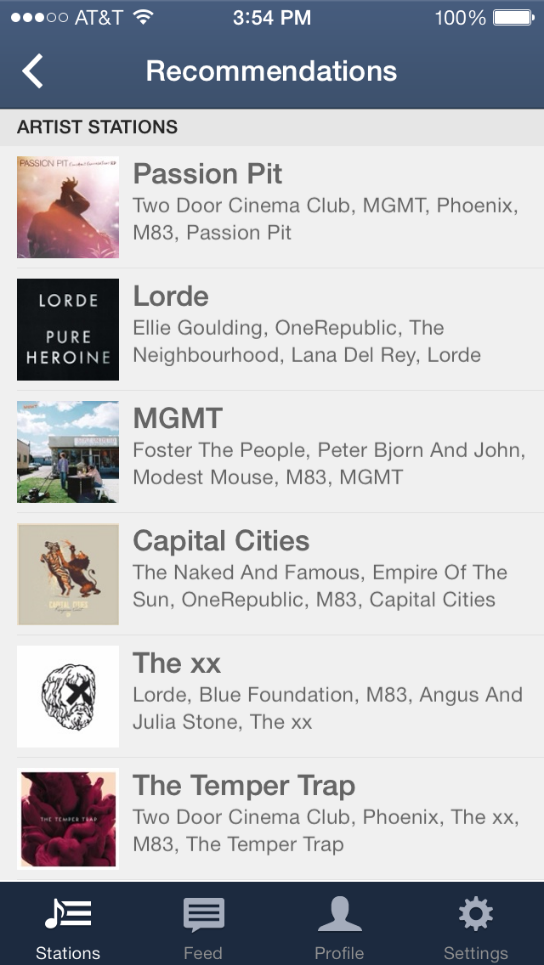 AT&T 3:54 PM 100%
Recommendations
ARTIST STATIONS
PASSION PIT
Passion Pit
Two Door Cinema Club, MGMT, Phoenix,
M83, Passion Pit
LORDE
PURE
HEROINE
Lorde
Ellie Goulding, OneRepublic, The
Neighbourhood, Lana Del Rey, Lorde
MGMT
Foster The People, Peter Bjorn And John,
Modest Mouse, M83, MGMT
CAPITAL CITIES
Capital Cities
The Naked And Famous, Empire Of The
Sun, OneRepublic, M83, Capital Cities
The xx
Lorde, Blue Foundation, M83, Angus And
Julia Stone, The xx
THE TEMPER TRAP
The Temper Trap
Two Door Cinema Club, Phoenix, The xx,
M83, The Temper Trap
Stations Feed Profile Settings